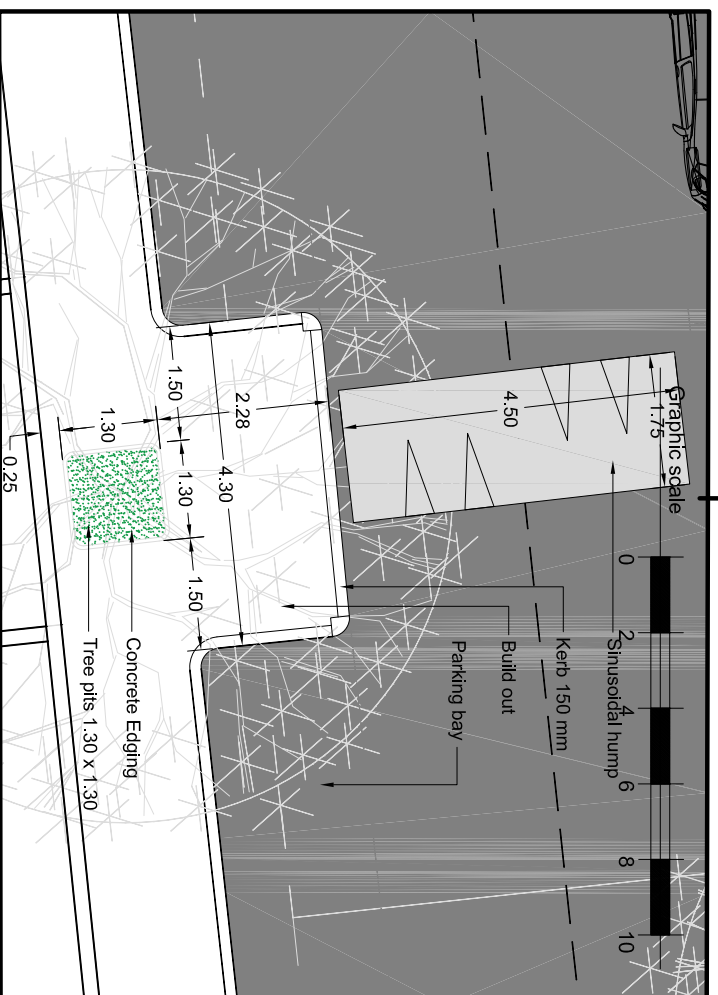 Graphic scale
0
2
4
6
8
10
1.75
4.50
Sinusoidal hump
Kerb 150 mm
Build out
Parking bay
2.28
4.30
1.50
1.30
1.50
1.30
Concrete Edging
Tree pits 1.30 x 1.30
0.25